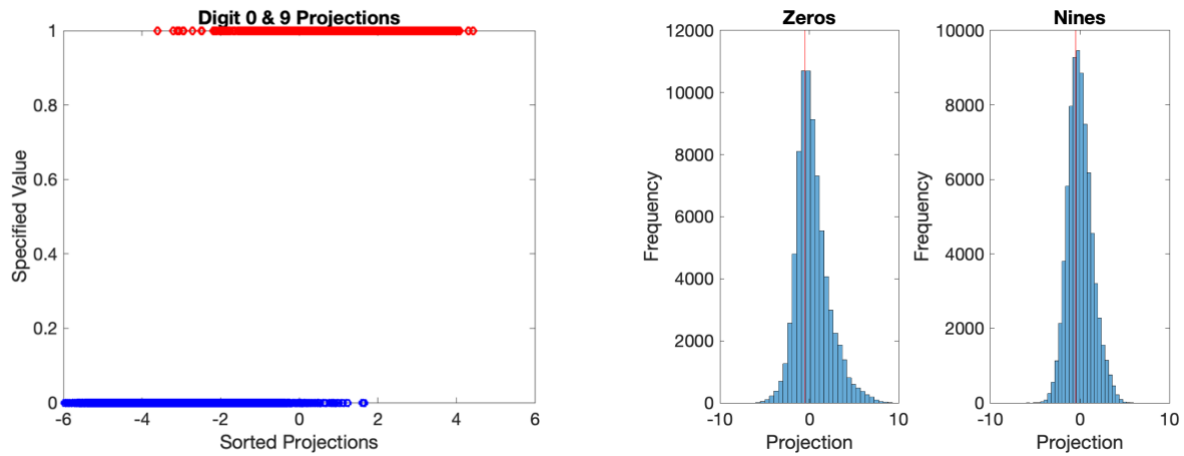 Digit 0 & 9 Projections
1
0.8
0.6
0.4
0.2
0
Specified Value
-6 -4 -2 0 2 4 6
Sorted Projections
Zeros
12000
10000
8000
6000
4000
2000
0
Frequency
-10 0 10
Projection
Nines
10000
8000
6000
4000
2000
0
Frequency
-10 0 10
Projection